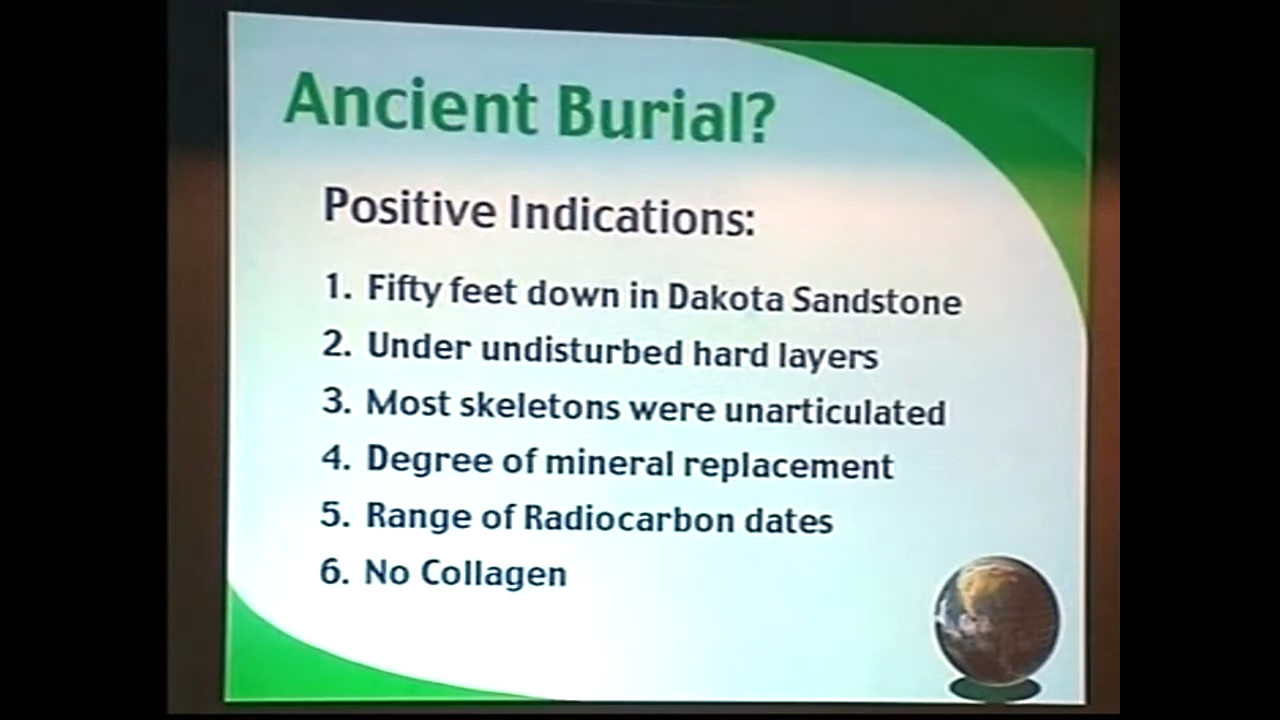 Ancient Burial?
Positive Indications:
1. Fifty feet down in Dakota Sandstone
2. Under undisturbed hard layers
3. Most skeletons were unarticulated
4. Degree of mineral replacement
5. Range of Radiocarbon dates
6. No Collagen